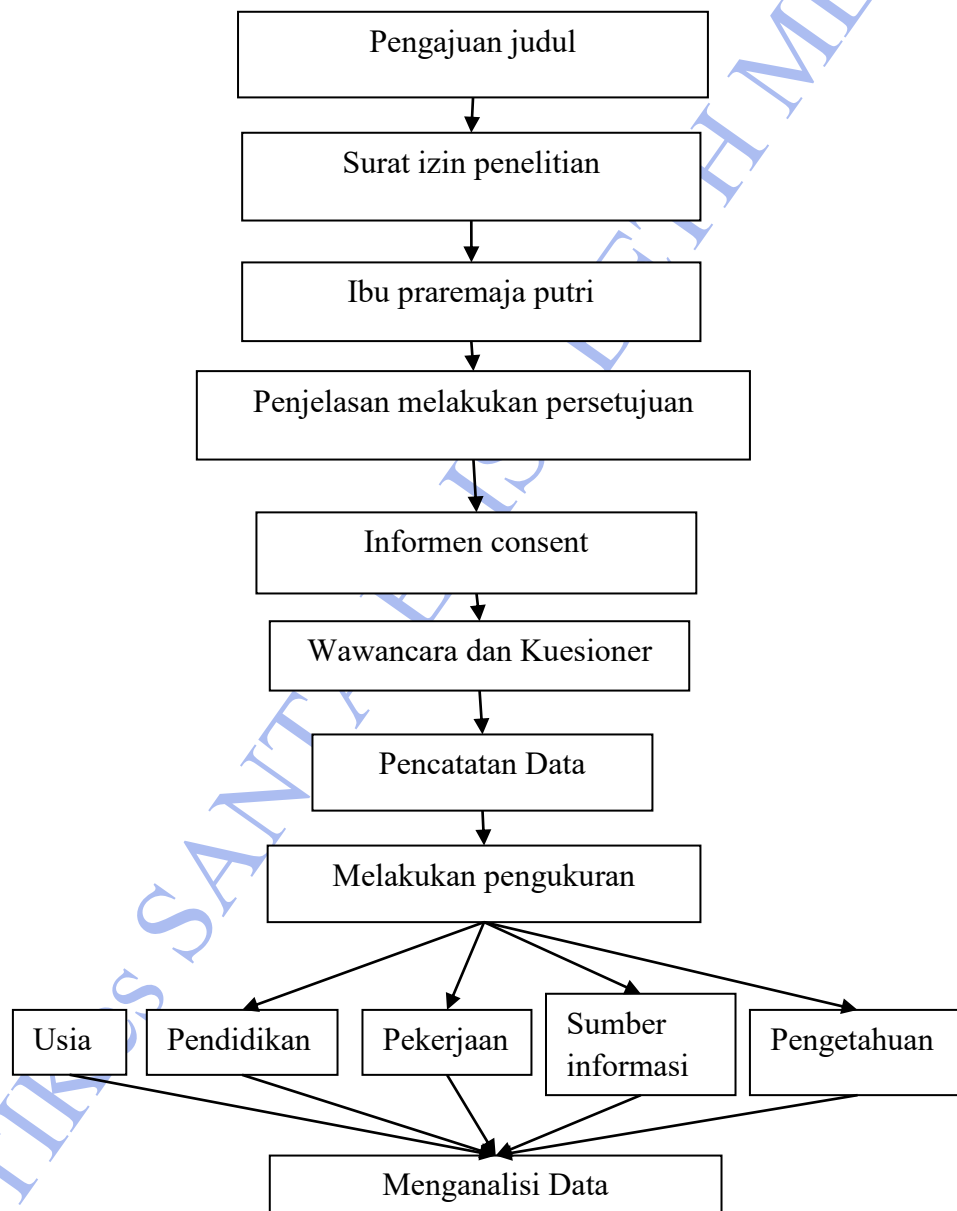 Pengajuan judul
Surat izin penelitian
Ibu praremaja putri
Penjelasan melakukan persetujuan
Informen consent
Wawancara dan Kuesioner
Pencatatan Data
Melakukan pengukuran
Usia
Pendidikan
Pekerjaan
Sumber
informasi
Pengetahuan
Menganalisi Data
SANTA